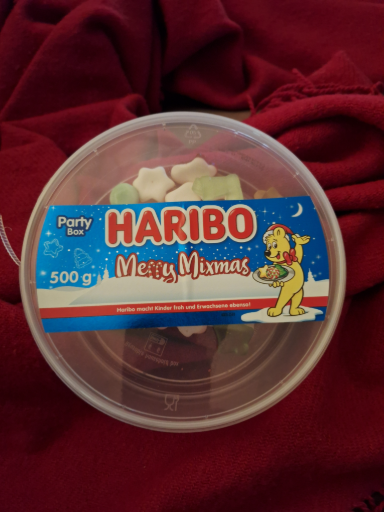 Party
Box
HARIBO
500 g
Merry Mixmas
Haribo macht Kinder froh und Erwachsene ebenso!